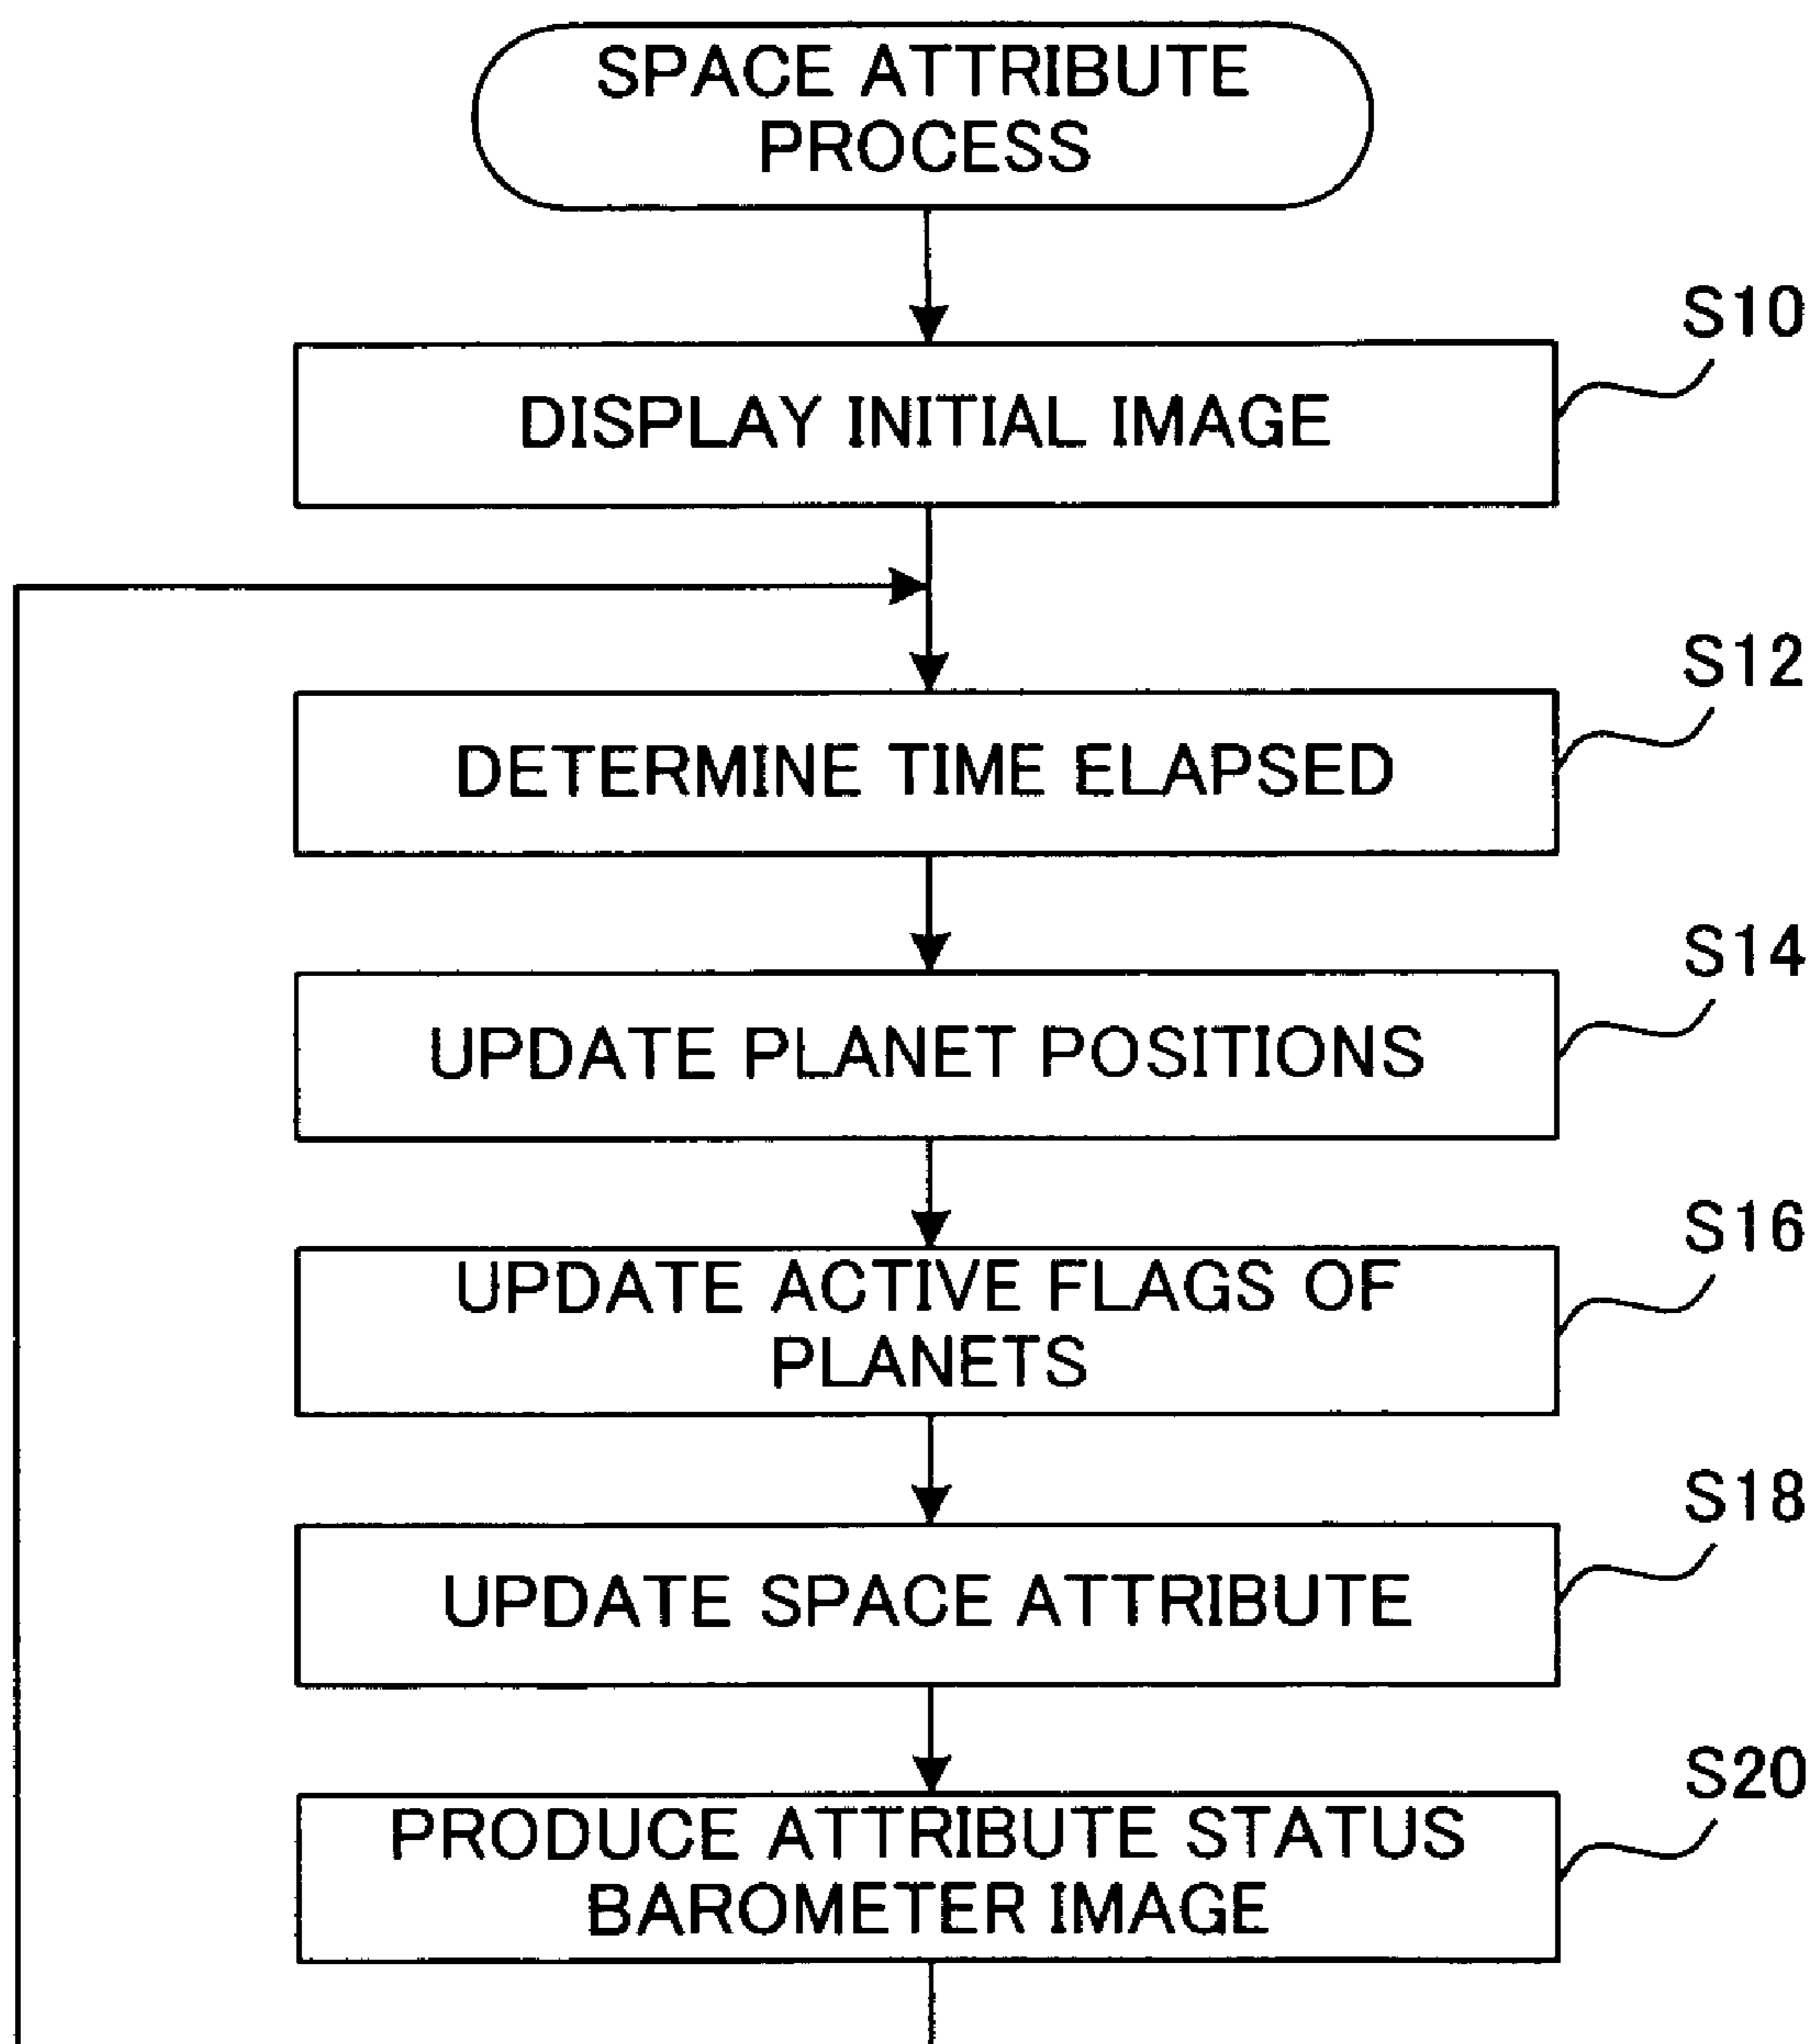 SPACE ATTRIBUTE
PROCESS
S10
DISPLAY INITIAL IMAGE
S12
DETERMINE TIME ELAPSED
S14
UPDATE PLANET POSITIONS
S16
UPDATE ACTIVE FLAGS OF
PLANETS
S18
UPDATE SPACE ATTRIBUTE
S20
PRODUCE ATTRIBUTE STATUS
BAROMETER IMAGE